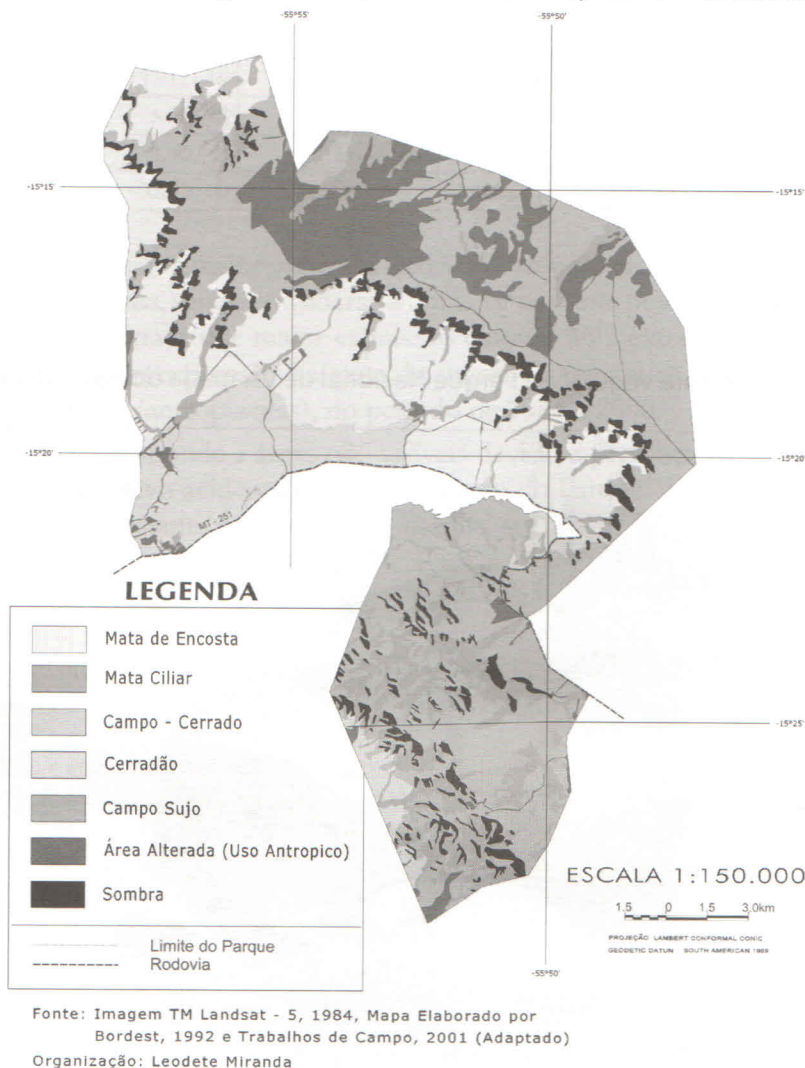 -55°55'
-55°50'
-15°15'
-15°15'
-15°20'
-15°20'
MT - 251
-15°25'
-55°50'
LEGENDA
Mata de Encosta
Mata Ciliar
Campo - Cerrado
Cerradão
Campo Sujo
Área Alterada (Uso Antropico)
Sombra
Limite do Parque
Rodovia
ESCALA 1:150.000
1.5 0 1.5 3.0km
PROJEÇÃO LAMBERT CONFORMAL CONIC
GEODETIC DATUN SOUTH AMERICAN 1969
Fonte: Imagem TM Landsat - 5, 1984, Mapa Elaborado por
Bordest, 1992 e Trabalhos de Campo, 2001 (Adaptado)
Organização: Leodete Miranda